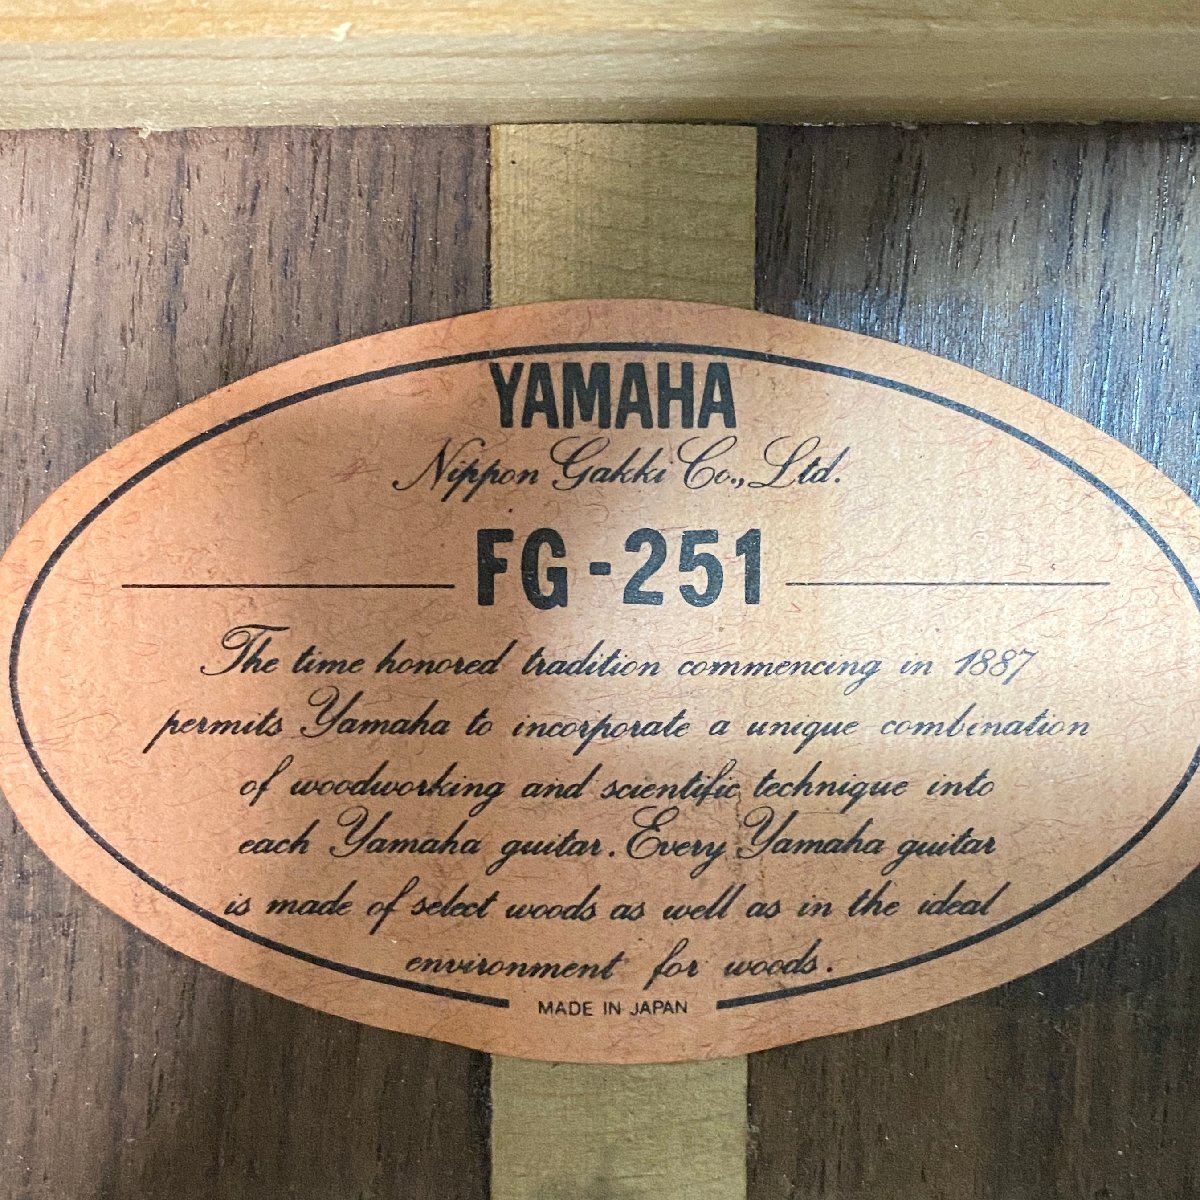 YAMAHA
Nippon Gakki Co., Ltd.
FG-251
The time honored tradition commencing in 1887
permits Yamaha to incorporate a unique combination
of woodworking and scientific technique into
each Yamaha guitar. Every Yamaha guitar
is made of select woods as well as in the ideal
environment for woods.
MADE IN JAPAN